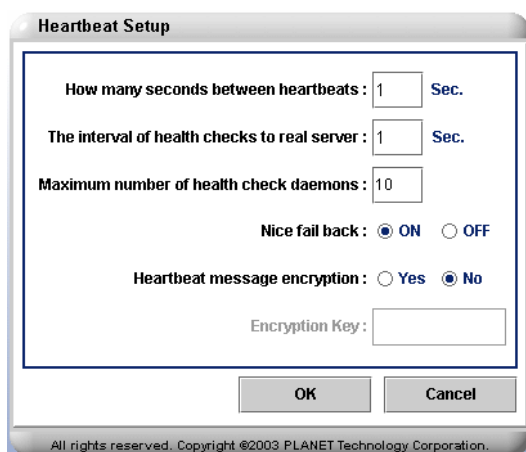 Heartbeat Setup
How many seconds between heartbeats : 1 Sec.
The interval of health checks to real server : 1 Sec.
Maximum number of health check daemons : 10
Nice fail back : ON OFF
Heartbeat message encryption : Yes No
Encryption Key :
OK Cancel
All rights reserved. Copyright ©2003 PLANET Technology Corporation.